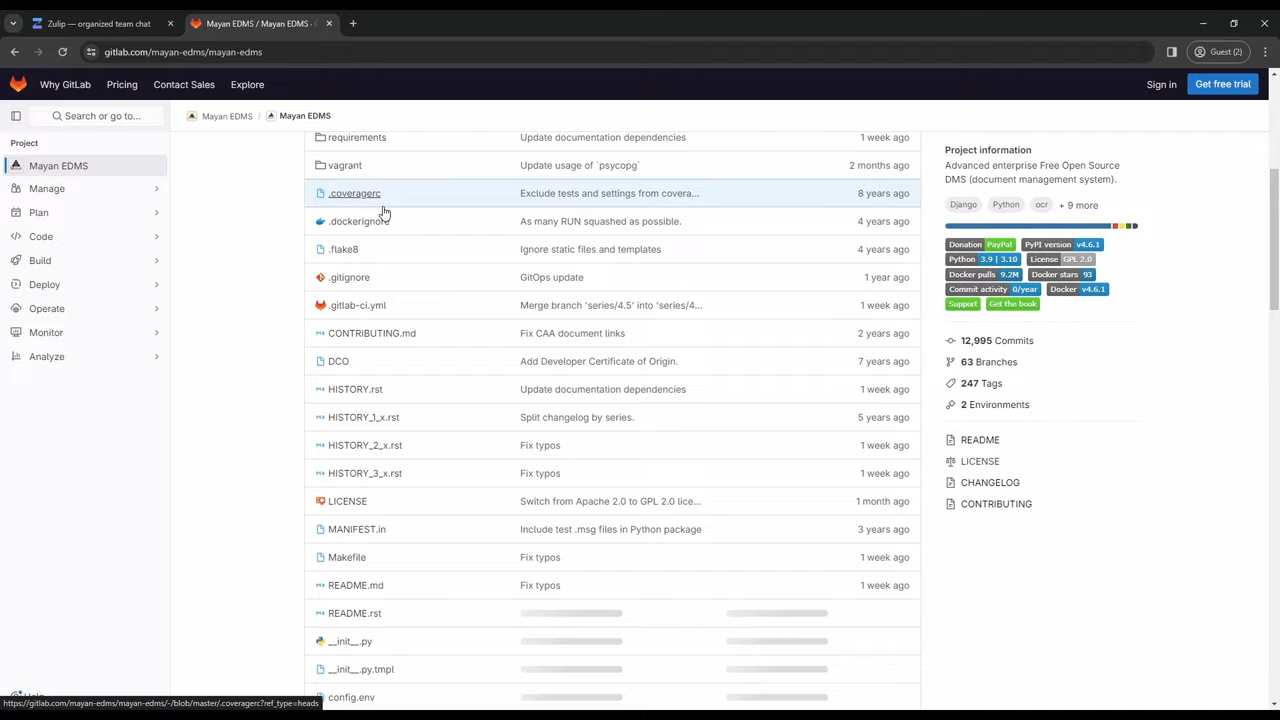 Zulip — organized team chat
Mayan EDMS / Mayan EDMS ·
gitlab.com/mayan-edms/mayan-edms
Guest (2)
Why GitLab
Pricing
Contact Sales
Explore
Sign in
Get free trial
Search or go to...
Mayan EDMS / Mayan EDMS
Project
Mayan EDMS
Manage
Plan
Code
Build
Deploy
Operate
Monitor
Analyze
Help
requirements Update documentation dependencies 1 week ago
vagrant Update usage of `psycopg` 2 months ago
.coveragerc Exclude tests and settings from covera... 8 years ago
.dockerignore As many RUN squashed as possible. 4 years ago
.flake8 Ignore static files and templates 4 years ago
.gitignore GitOps update 1 year ago
.gitlab-ci.yml Merge branch 'series/4.5' into 'series/4... 1 week ago
CONTRIBUTING.md Fix CAA document links 2 years ago
DCO Add Developer Certificate of Origin. 7 years ago
HISTORY.rst Update documentation dependencies 1 week ago
HISTORY_1_x.rst Split changelog by series. 5 years ago
HISTORY_2_x.rst Fix typos 1 week ago
HISTORY_3_x.rst Fix typos 1 week ago
LICENSE Switch from Apache 2.0 to GPL 2.0 lice... 1 month ago
MANIFEST.in Include test .msg files in Python package 3 years ago
Makefile Fix typos 1 week ago
README.md Fix typos 1 week ago
README.rst
__init__.py
__init__.py.tmpl
config.env
Project information
Advanced enterprise Free Open Source
DMS (document management system).
Django Python ocr + 9 more
Donation PayPal PyPI version v4.6.1
Python 3.9 | 3.10 License GPL 2.0
Docker pulls 9.2M Docker stars 93
Commit activity 0/year Docker v4.6.1
Support Get the book
12,995 Commits
63 Branches
247 Tags
2 Environments
README
LICENSE
CHANGELOG
CONTRIBUTING
https://gitlab.com/mayan-edms/mayan-edms/-/blob/master/.coveragerc?ref_type=heads